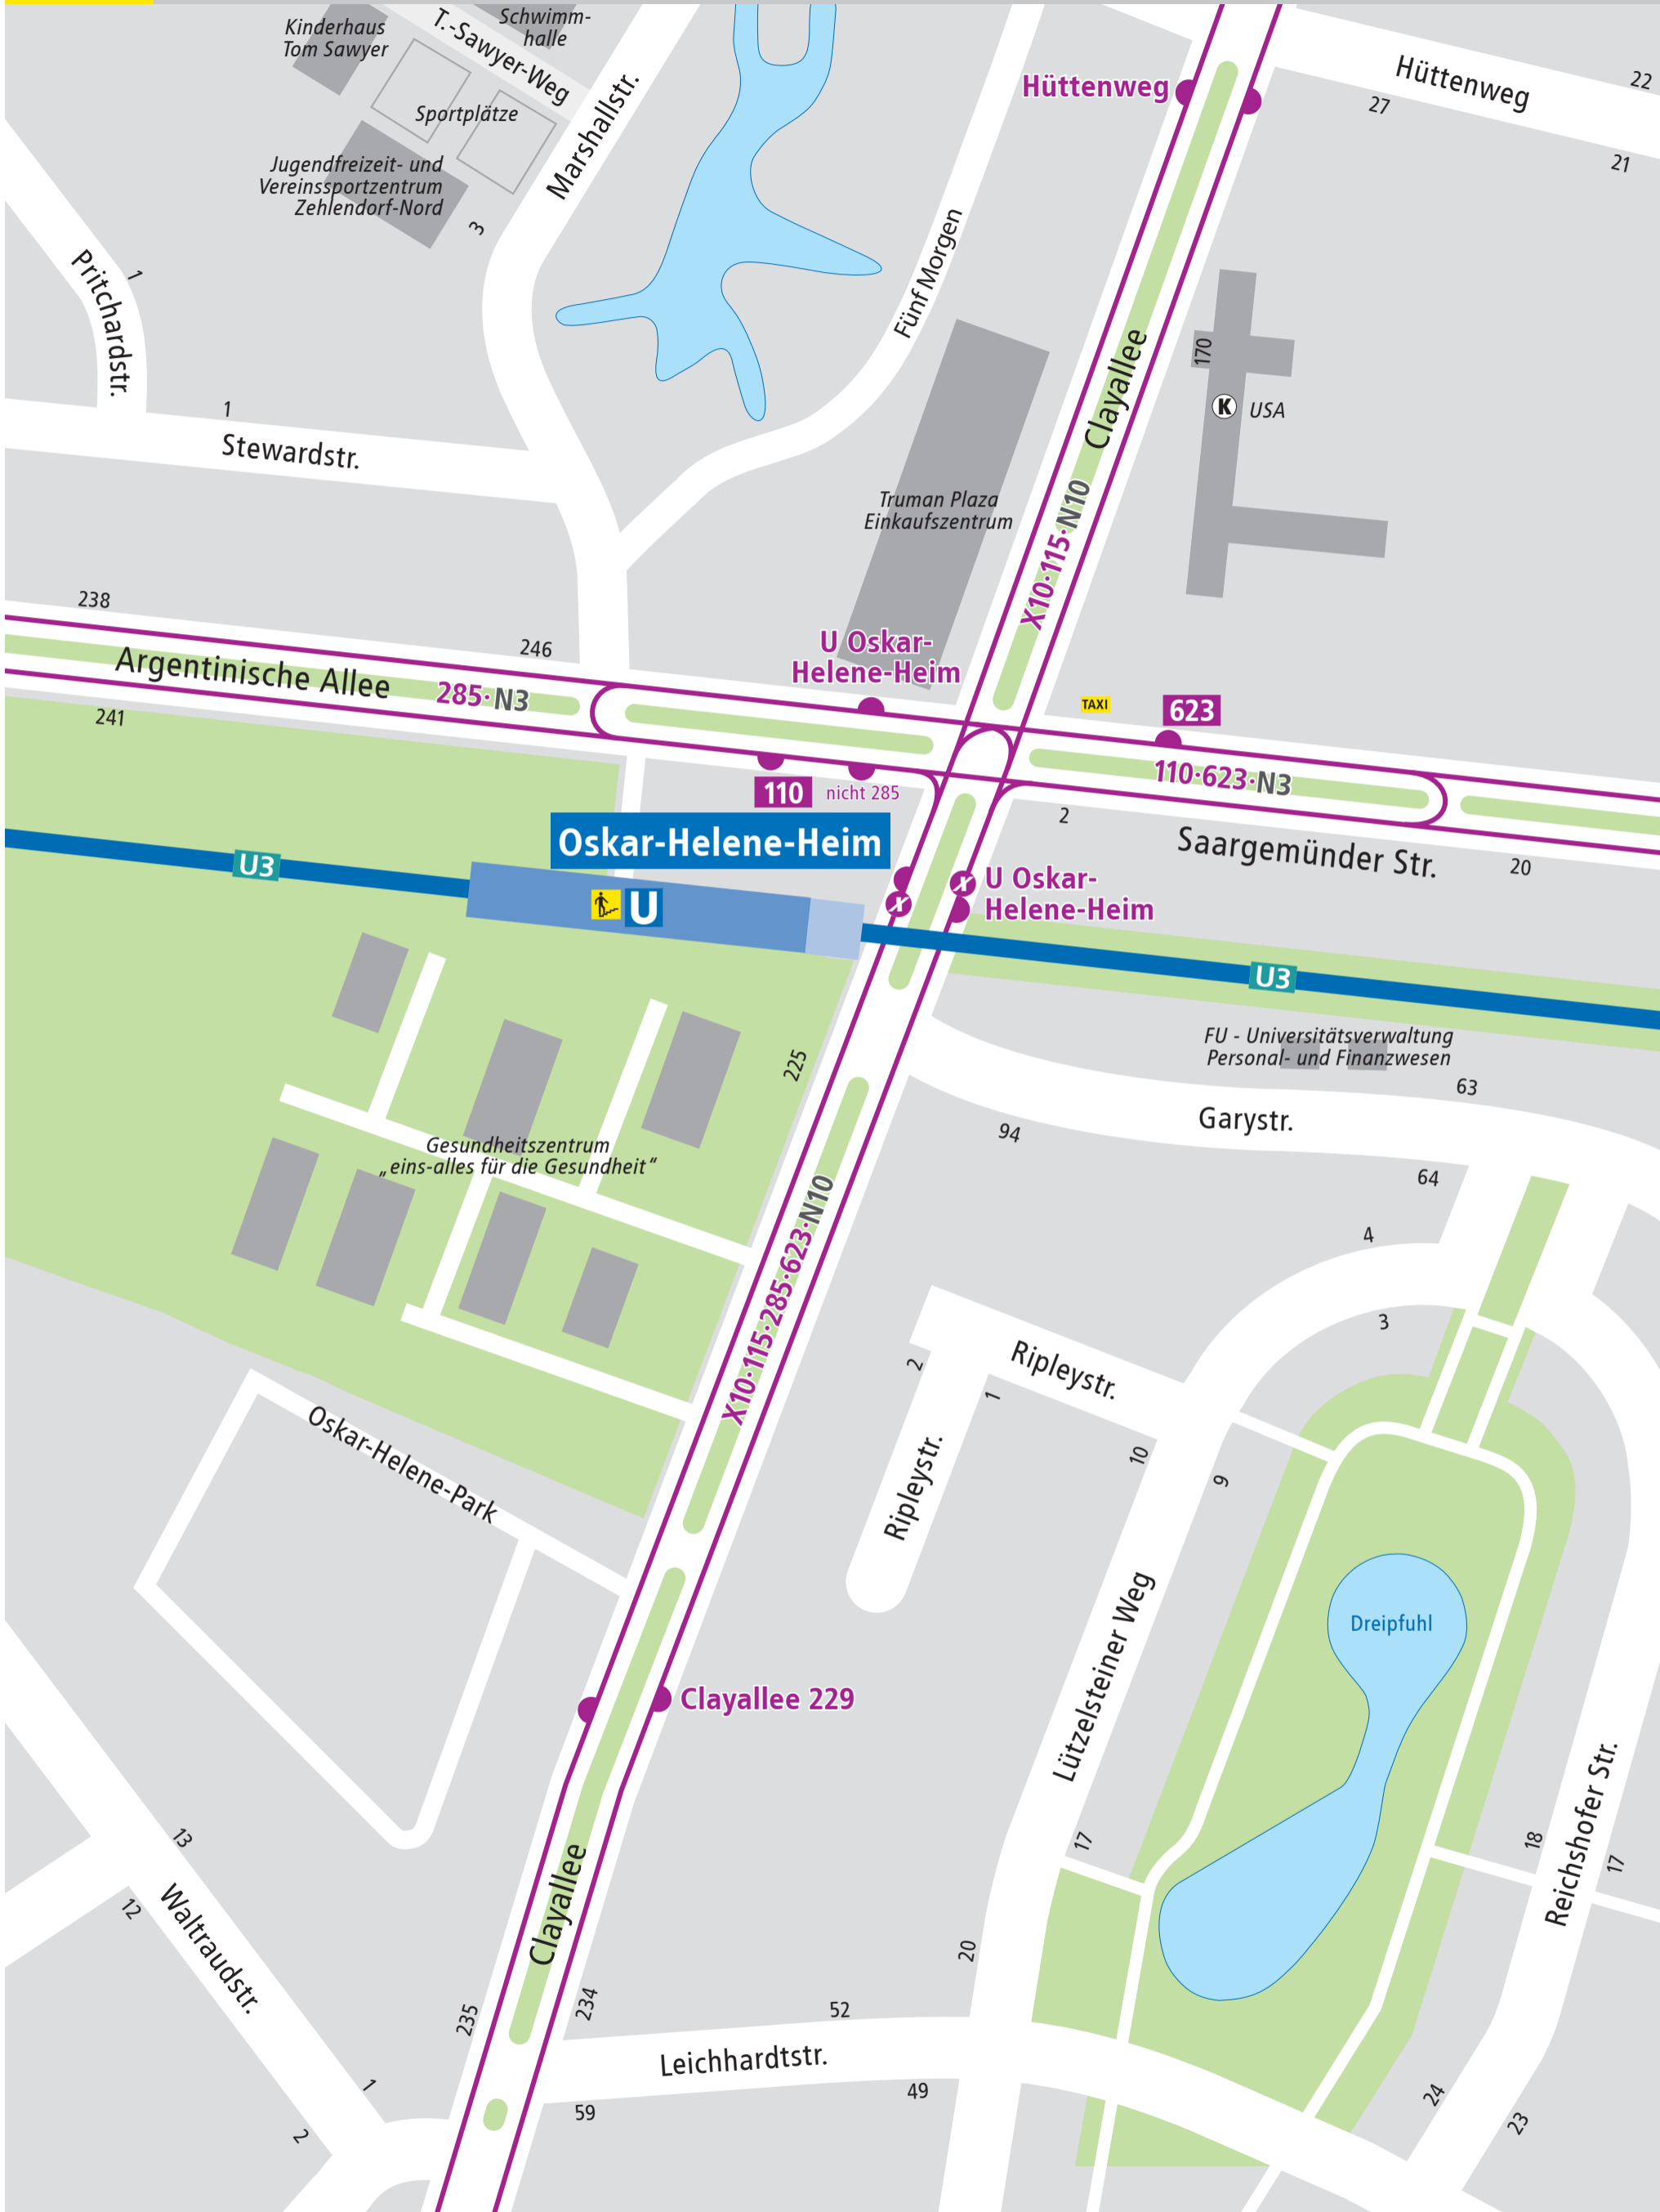 Kinderhaus
Tom Sawyer
T.-Sawyer-Weg
Schwimm-
halle
Sportplätze
Marshallstr.
Jugendfreizeit- und
Vereinssportzentrum
Zehlendorf-Nord
3
Hüttenweg
Hüttenweg
22
27
21
Pritchardstr.
1
Fünf Morgen
Clayallee
170
K
USA
1
Stewardstr.
Truman Plaza
Einkaufszentrum
X10·115·N10
238
246
U Oskar-
Helene-Heim
Argentinische Allee
285·N3
241
TAXI
623
110·623·N3
110
nicht 285
2
Saargemünder Str.
20
Oskar-Helene-Heim
U3
U
X
X
U Oskar-
Helene-Heim
U3
225
FU - Universitätsverwaltung
Personal- und Finanzwesen
63
Garystr.
94
64
Gesundheitszentrum
„eins-alles für die Gesundheit“
X10·115·285·623·N10
4
3
Ripleystr.
2
1
Ripleystr.
10
9
Oskar-Helene-Park
Dreipfuhl
Lützelsteiner Weg
Clayallee 229
Reichshofer Str.
17
18
17
13
12
Waltraudstr.
Clayallee
20
235
234
52
Leichhardtstr.
49
59
1
2
24
23